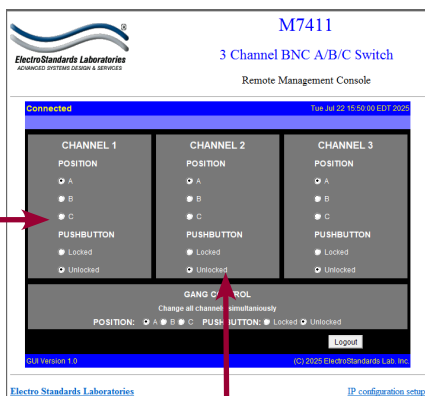 M7411
3 Channel BNC A/B/C Switch
Remote Management Console
ElectroStandards Laboratories
ADVANCED SYSTEMS DESIGN & SERVICES
®
Connected Tue Jul 22 15:50:00 EDT 2025
CHANNEL 1 CHANNEL 2 CHANNEL 3
POSITION POSITION POSITION
A A A
B B B
C C C
PUSHBUTTON PUSHBUTTON PUSHBUTTON
Locked Locked Locked
Unlocked Unlocked Unlocked
GANG
Change all simultaniously
POSITION: A B C Locked Unlocked
Logout
GUI Version 1.0 (C) 2025 ElectroStandards Lab. Inc.
Electro Standards Laboratories IP configuration setup